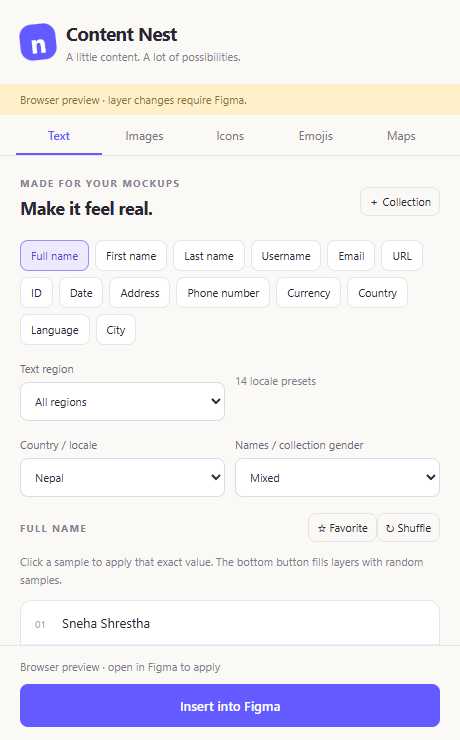 n
Content Nest
A little content. A lot of possibilities.
Browser preview · layer changes require Figma.
Text Images Icons Emojis Maps
MADE FOR YOUR MOCKUPS
Make it feel real.
+ Collection
Full name First name Last name Username Email URL
ID Date Address Phone number Currency Country
Language City
Text region
All regions
14 locale presets
Country / locale Names / collection gender
Nepal Mixed
FULL NAME
☆ Favorite ↻ Shuffle
Click a sample to apply that exact value. The bottom button fills layers with random
samples.
01 Sneha Shrestha
Browser preview · open in Figma to apply
Insert into Figma